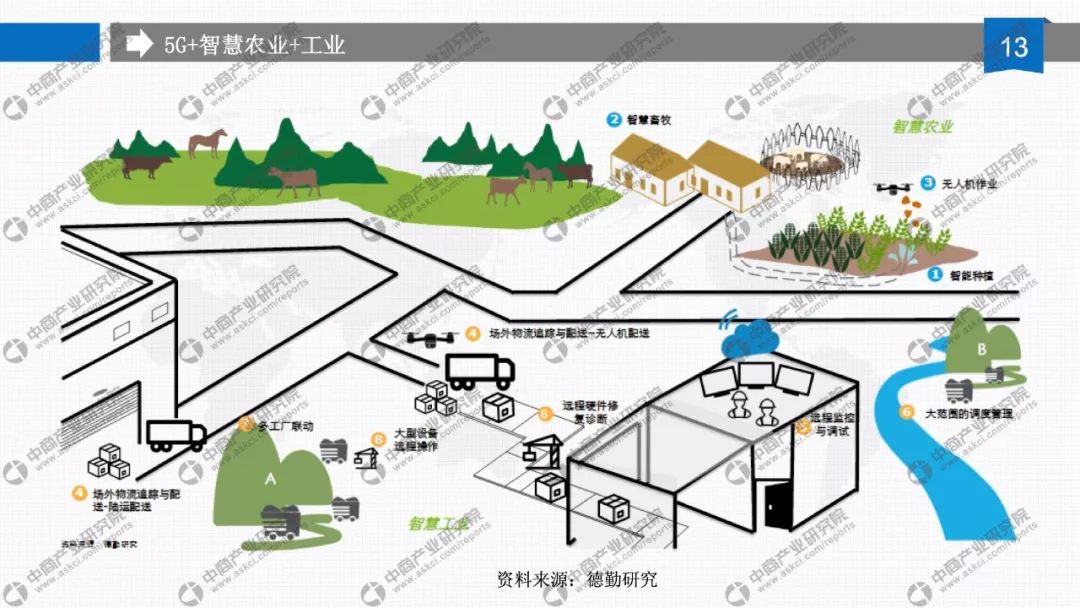 5G+智慧农业+工业
13
2 智慧畜牧
智慧农业
3 无人机作业
1 智能种植
4 场外物流追踪与配送-无人机配送
B
8 远程硬件修
复诊断
远程监控
与调试
5
6 大范围的调度管理
7 多工厂联动
8 大型设备
远程操作
A
4 场外物流追踪与配
送-陆运配送
智慧工业
资料来源：德勤研究
资料来源：德勤研究
中商产业研究院
www.askci.com/reports